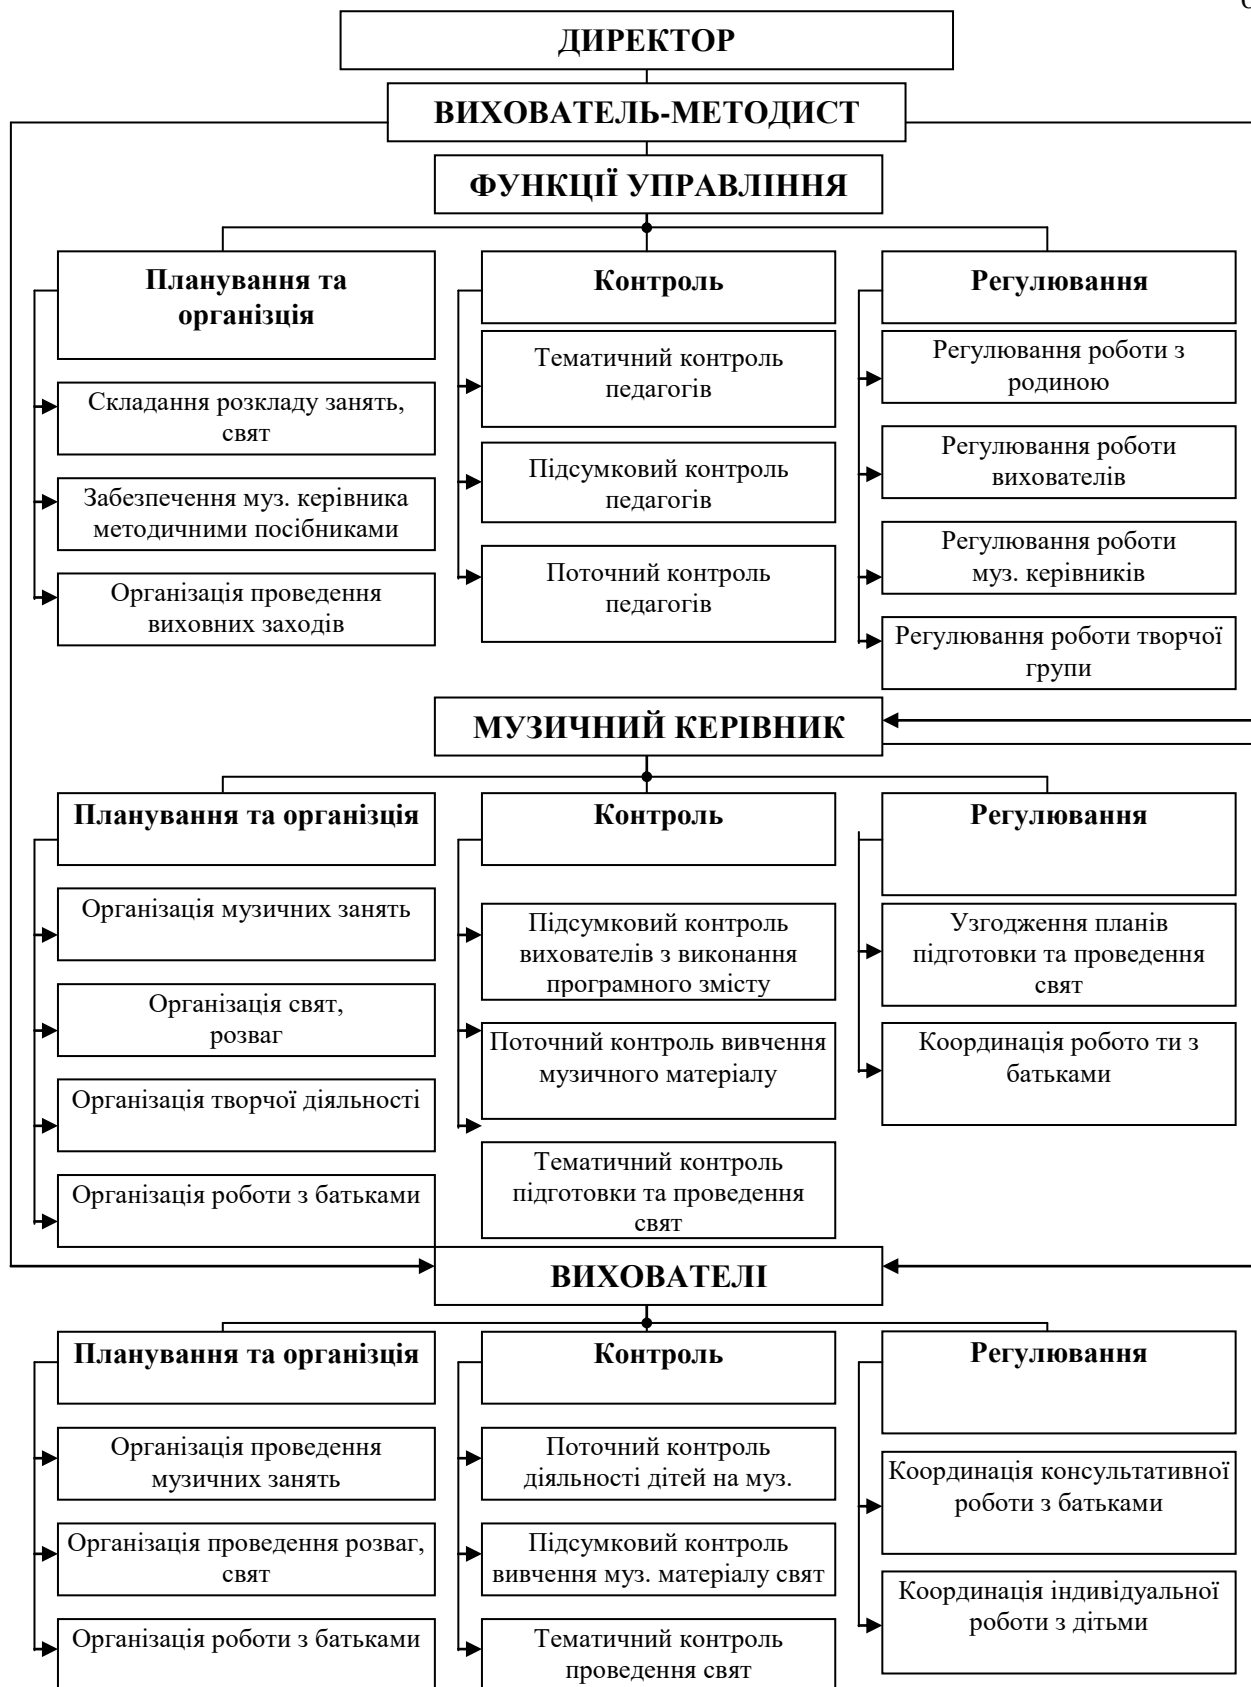 ДИРЕКТОР
ВИХОВАТЕЛЬ-МЕТОДИСТ
ФУНКЦІЇ УПРАВЛІННЯ
Планування та
організція
Складання розкладу занять,
свят
Забезпечення муз. керівника
методичними посібниками
Організація проведення
виховних заходів
Контроль
Тематичний контроль
педагогів
Підсумковий контроль
педагогів
Поточний контроль
педагогів
Регулювання
Регулювання роботи з
родиною
Регулювання роботи
вихователів
Регулювання роботи
муз. керівників
Регулювання роботи творчої
групи
МУЗИЧНИЙ КЕРІВНИК
Планування та організція
Організація музичних занять
Організація свят,
розваг
Організація творчої діяльності
Організація роботи з батьками
Контроль
Підсумковий контроль
вихователів з виконання
програмного змісту
Поточний контроль вивчення
музичного матеріалу
Тематичний контроль
підготовки та проведення
свят
Регулювання
Узгодження планів
підготовки та проведення
свят
Координація робото ти з
батьками
ВИХОВАТЕЛІ
Планування та організція
Організація проведення
музичних занять
Організація проведення розваг,
свят
Організація роботи з батьками
Контроль
Поточний контроль
діяльності дітей на муз.
Підсумковий контроль
вивчення муз. матеріалу свят
Тематичний контроль
проведення свят
Регулювання
Координація консультативної
роботи з батьками
Координація індивідуальної
роботи з дітьми